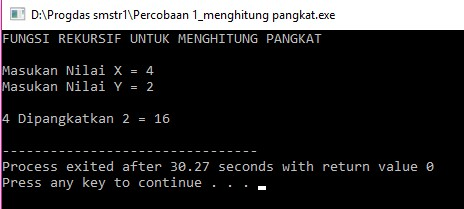 D:\Progdas smstr1\Percobaan 1_menghitung pangkat.exe
FUNGSI REKURSIF UNTUK MENGHITUNG PANGKAT
Masukan Nilai X = 4
Masukan Nilai Y = 2
4 Dipangkatkan 2 = 16
--------------------------------
Process exited after 30.27 seconds with return value 0
Press any key to continue . . .